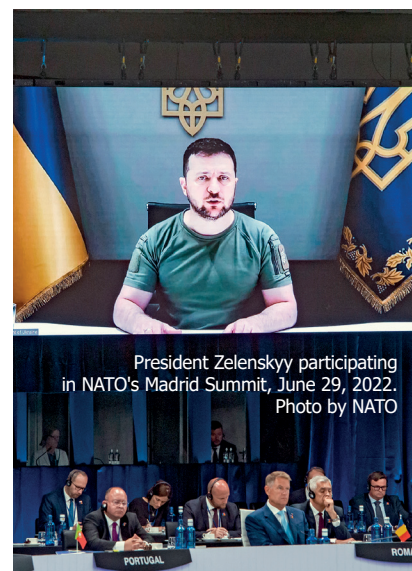 President Zelenskyy participating
in NATO's Madrid Summit, June 29, 2022.
Photo by NATO
PORTUGAL
ROMA